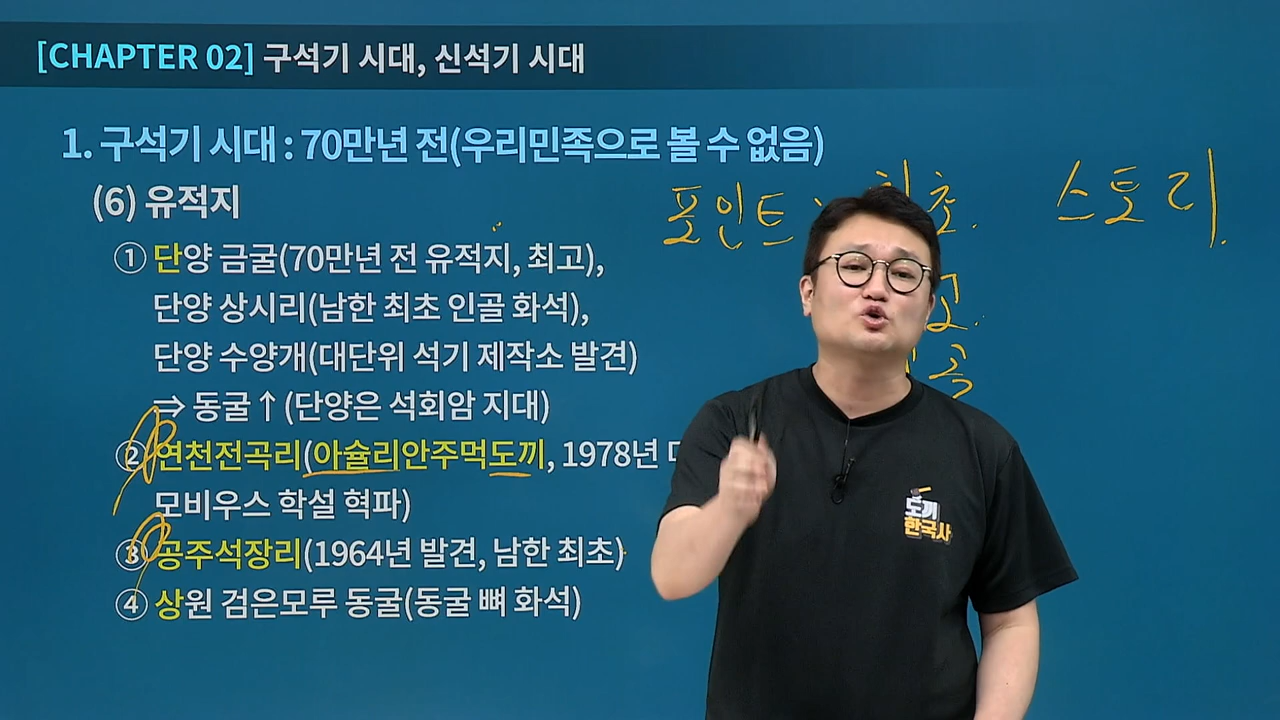 [CHAPTER 02] 구석기 시대, 신석기 시대
1. 구석기 시대 : 70만년 전(우리민족으로 볼 수 없음)
(6) 유적지
포인트 : 최초. 스토리.
① 단양 금굴(70만년 전 유적지, 최고),
단양 상시리(남한 최초 인골 화석),
고.
단양 수양개(대단위 석기 제작소 발견)
골
⇒ 동굴↑(단양은 석회암 지대)
② 연천전곡리(아슐리안주먹도끼, 1978년
모비우스 학설 혁파)
도끼
한국사
③ 공주석장리(1964년 발견, 남한 최초)
④ 상원 검은모루 동굴(동굴 뼈 화석)